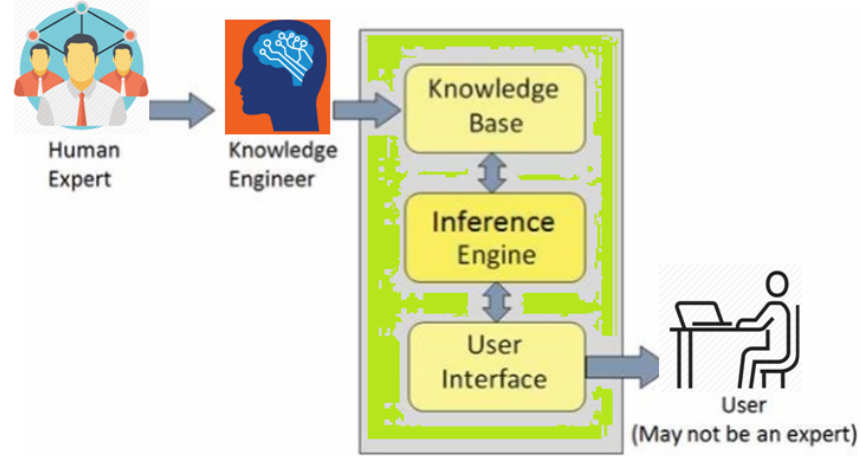 Human
Expert
Knowledge
Engineer
Knowledge
Base
Inference
Engine
User
Interface
User
(May not be an expert)